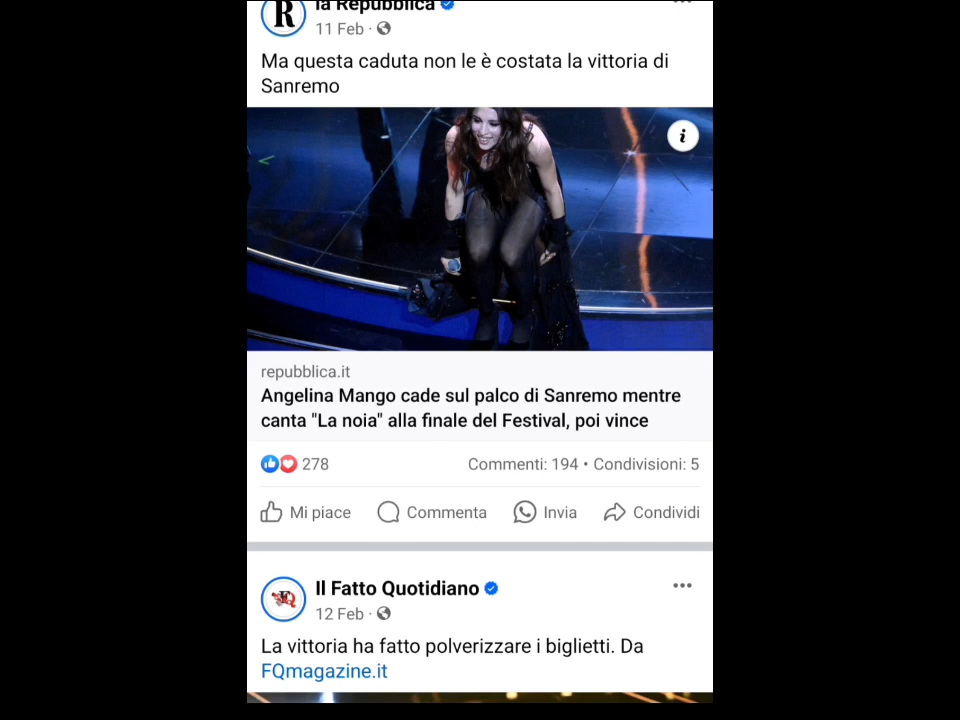 la Repubblica
11 Feb ·
Ma questa caduta non le è costata la vittoria di
Sanremo
repubblica.it
Angelina Mango cade sul palco di Sanremo mentre
canta "La noia" alla finale del Festival, poi vince
278 Commenti: 194 • Condivisioni: 5
Mi piace Commenta Invia Condividi
Il Fatto Quotidiano
12 Feb ·
La vittoria ha fatto polverizzare i biglietti. Da
FQmagazine.it